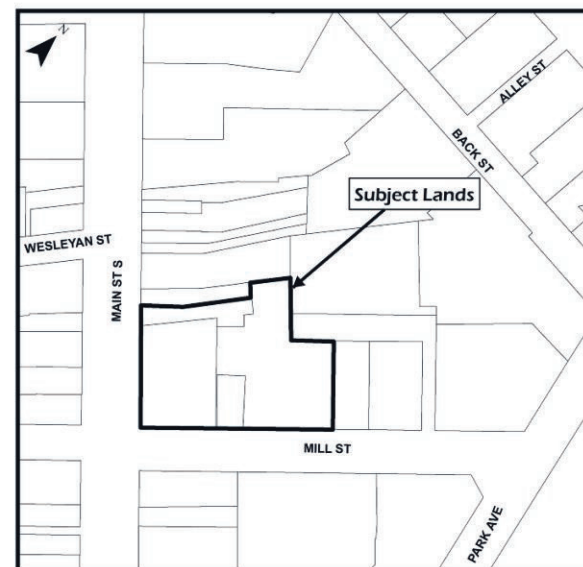 N
ALLEY ST
BACK ST
Subject Lands
WESLEYAN ST
MAIN ST S
MILL ST
PARK AVE